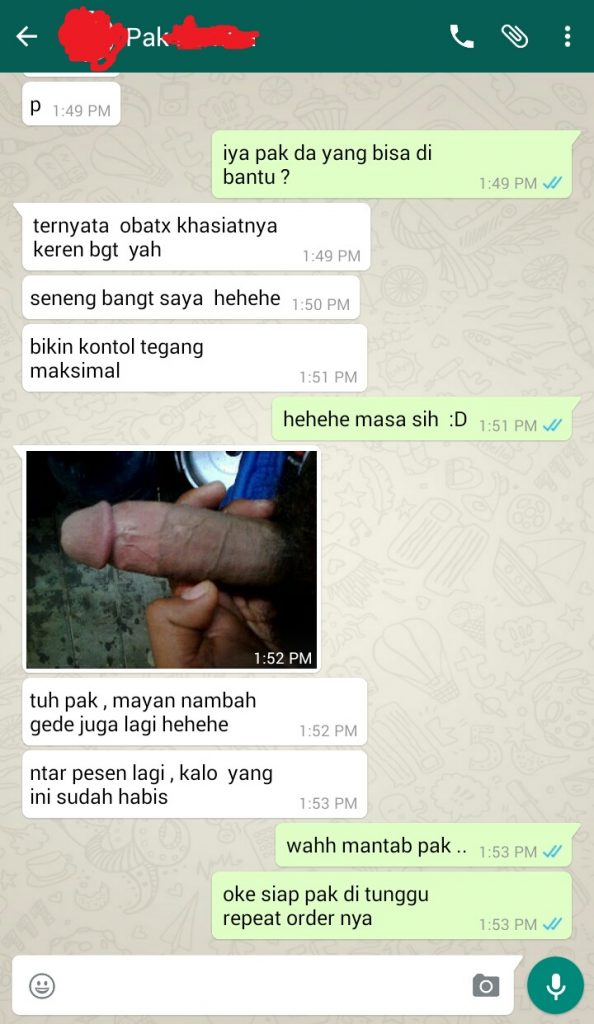 Pak
p 1:49 PM
iya pak da yang bisa di
bantu ? 1:49 PM
ternyata obatx khasiatnya
keren bgt yah 1:49 PM
seneng bangt saya hehehe 1:50 PM
bikin kontol tegang
maksimal 1:51 PM
hehehe masa sih :D 1:51 PM
1:52 PM
tuh pak , mayan nambah
gede juga lagi hehehe 1:52 PM
ntar pesen lagi , kalo yang
ini sudah habis 1:53 PM
wahh mantab pak .. 1:53 PM
oke siap pak di tunggu
repeat order nya 1:53 PM